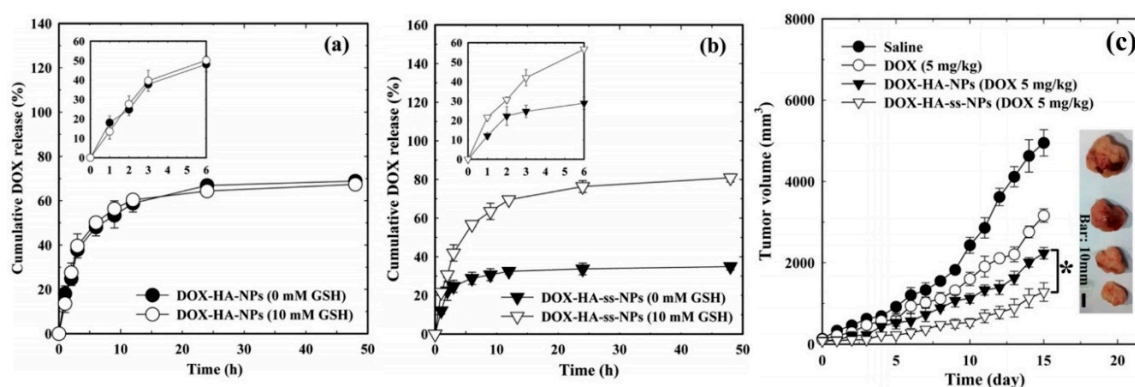 (a)
Cumulative DOX release (%)
140
120
100
80
60
40
20
0
60
50
40
30
20
10
0
0 1 2 3 4 5 6
DOX-HA-NPs (0 mM GSH)
DOX-HA-NPs (10 mM GSH)
0 10 20 30 40 50
Time (h)
(b)
Cumulative DOX release (%)
160
140
120
100
80
60
40
20
0
60
50
40
30
20
10
0
0 1 2 3 4 5 6
DOX-HA-ss-NPs (0 mM GSH)
DOX-HA-ss-NPs (10 mM GSH)
0 10 20 30 40 50
Time (h)
(c)
Tumor volume (mm³)
8000
6000
4000
2000
0
Saline
DOX (5 mg/kg)
DOX-HA-NPs (DOX 5 mg/kg)
DOX-HA-ss-NPs (DOX 5 mg/kg)
*
Bar: 10mm
0 5 10 15 20
Time (day)